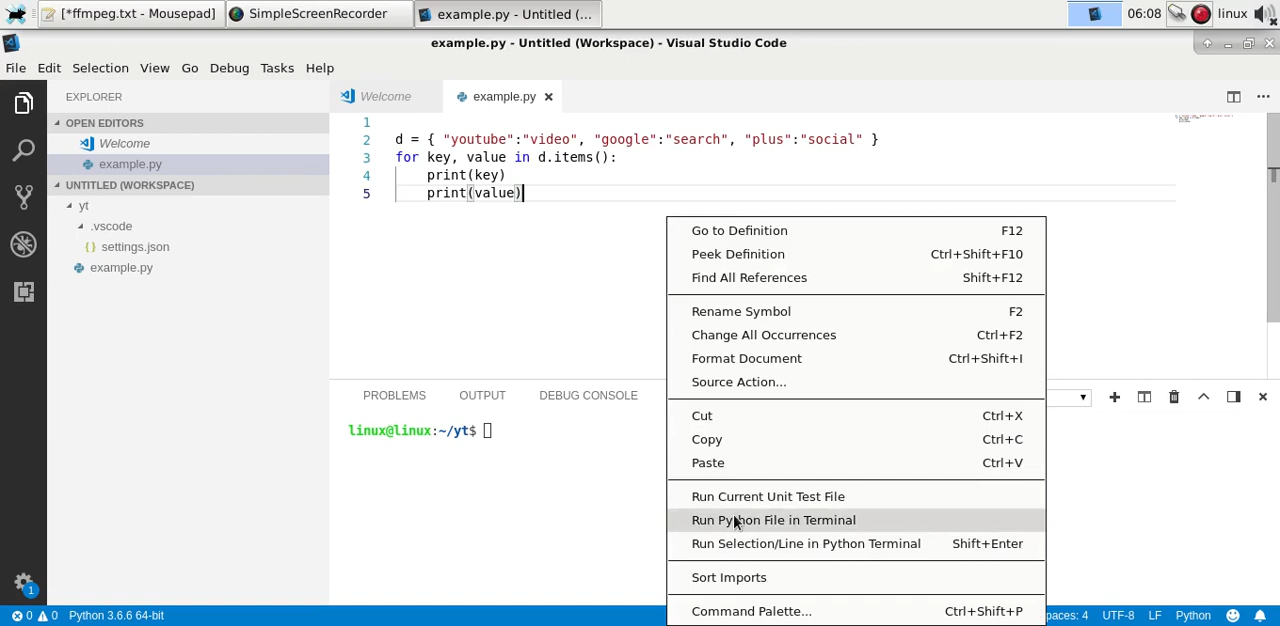 [*ffmpeg.txt - Mousepad] SimpleScreenRecorder example.py - Untitled (... 06:08 linux
example.py - Untitled (Workspace) - Visual Studio Code
File Edit Selection View Go Debug Tasks Help
EXPLORER Welcome example.py
OPEN EDITORS
Welcome
example.py
UNTITLED (WORKSPACE)
yt
.vscode
{} settings.json
example.py
1
2 d = { "youtube":"video", "google":"search", "plus":"social" }
3 for key, value in d.items():
4 print(key)
5 print(value)
Go to Definition F12
Peek Definition Ctrl+Shift+F10
Find All References Shift+F12
Rename Symbol F2
Change All Occurrences Ctrl+F2
Format Document Ctrl+Shift+I
Source Action...
Cut Ctrl+X
Copy Ctrl+C
Paste Ctrl+V
Run Current Unit Test File
Run Python File in Terminal
Run Selection/Line in Python Terminal Shift+Enter
Sort Imports
Command Palette... Ctrl+Shift+P
PROBLEMS OUTPUT DEBUG CONSOLE
linux@linux:~/yt$
1
0 0 Python 3.6.6 64-bit paces: 4 UTF-8 LF Python